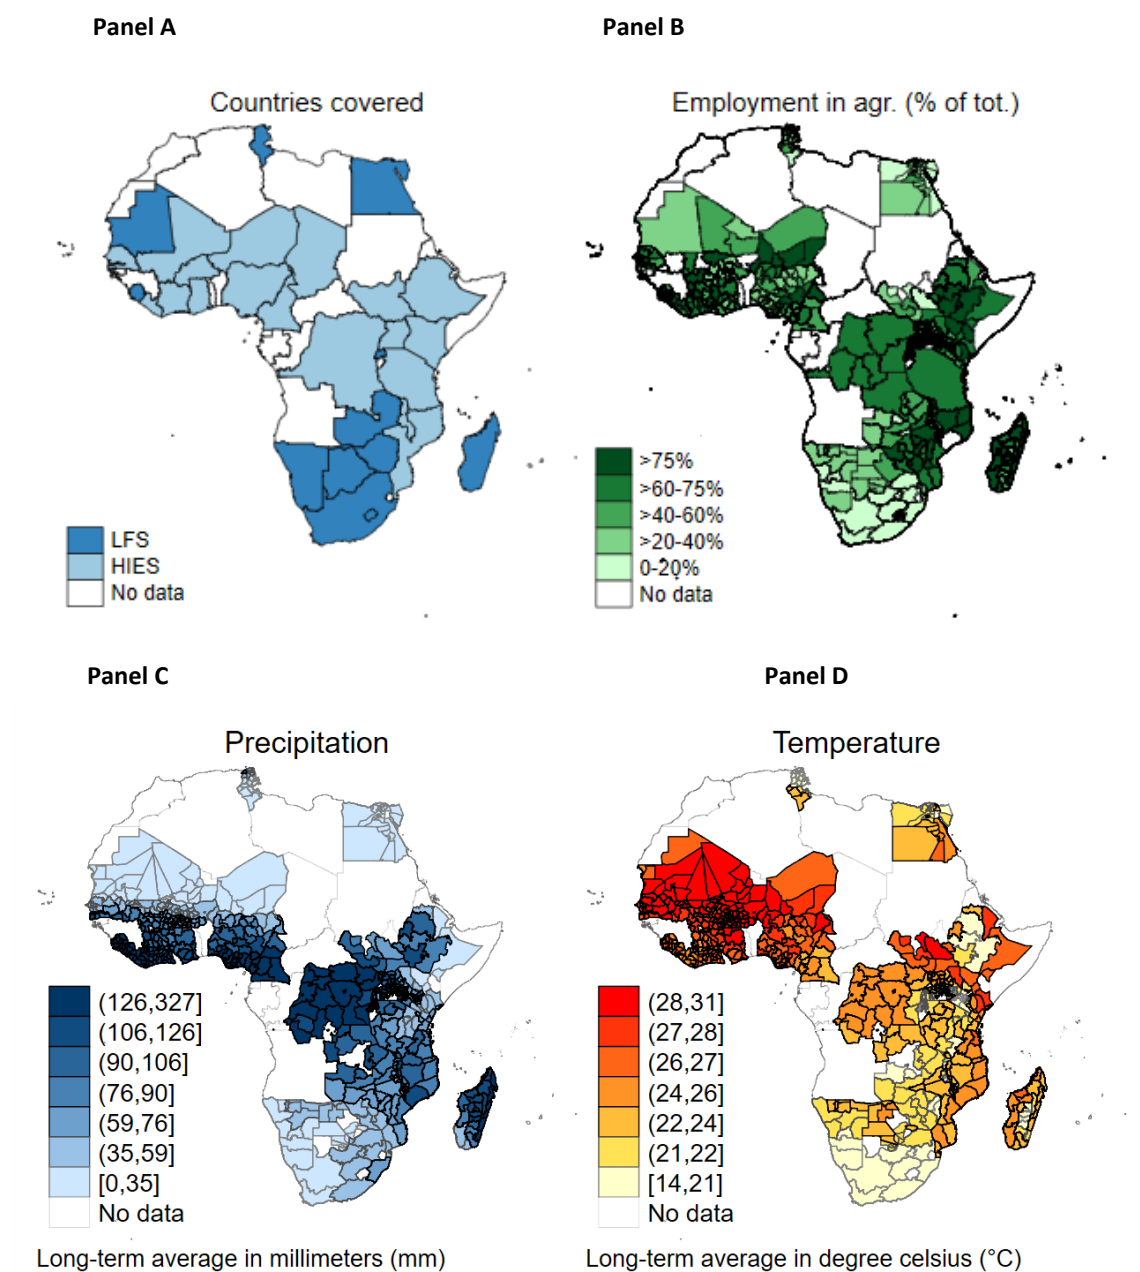 Panel A
Panel B
Countries covered
Employment in agr. (% of tot.)
LFS
HIES
No data
>75%
>60-75%
>40-60%
>20-40%
0-20%
No data
Panel C
Panel D
Precipitation
Temperature
(126,327]
(106,126]
(90,106]
(76,90]
(59,76]
(35,59]
[0,35]
No data
Long-term average in millimeters (mm)
(28,31]
(27,28]
(26,27]
(24,26]
(22,24]
(21,22]
[14,21]
No data
Long-term average in degree celsius (°C)